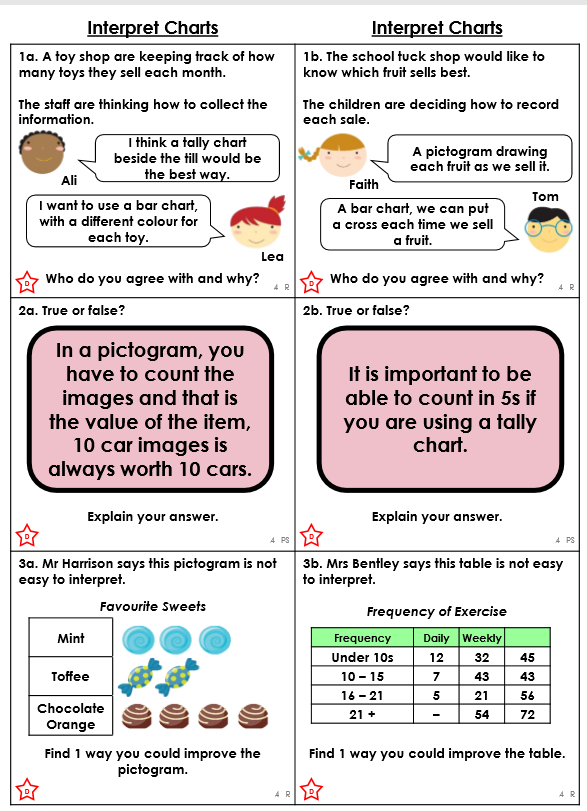 Interpret Charts
Interpret Charts
1a. A toy shop are keeping track of how
many toys they sell each month.
The staff are thinking how to collect the
information.
I think a tally chart
beside the till would be
the best way.
Ali
I want to use a bar chart,
with a different colour for
each toy.
Lea
Who do you agree with and why?
D
4 R
1b. The school tuck shop would like to
know which fruit sells best.
The children are deciding how to record
each sale.
A pictogram drawing
each fruit as we sell it.
Faith
Tom
A bar chart, we can put
a cross each time we sell
a fruit.
Who do you agree with and why?
D
4 R
2a. True or false?
In a pictogram, you
have to count the
images and that is
the value of the item,
10 car images is
always worth 10 cars.
Explain your answer.
D
4 PS
2b. True or false?
It is important to be
able to count in 5s if
you are using a tally
chart.
Explain your answer.
D
4 PS
3a. Mr Harrison says this pictogram is not
easy to interpret.
Favourite Sweets
Mint
Toffee
Chocolate
Orange
Find 1 way you could improve the
pictogram.
D
4 R
3b. Mrs Bentley says this table is not easy
to interpret.
Frequency of Exercise
Frequency Daily Weekly
Under 10s 12 32 45
10 – 15 7 43 43
16 – 21 5 21 56
21 + – 54 72
Find 1 way you could improve the table.
D
4 R